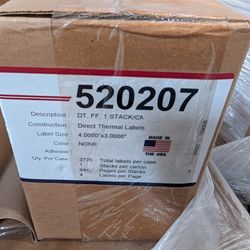 520207
Description : DT, FF, 1 STACK/CN
Construction : Direct Thermal Labels
Label Size : 4.0000"x3.0000"
Color : NONE
MADE IN
THE USA
Adhesive
Qty. Per Case : Total labels per case
1 Stacks per carton
Pages per Stacks
4 Labels per Page